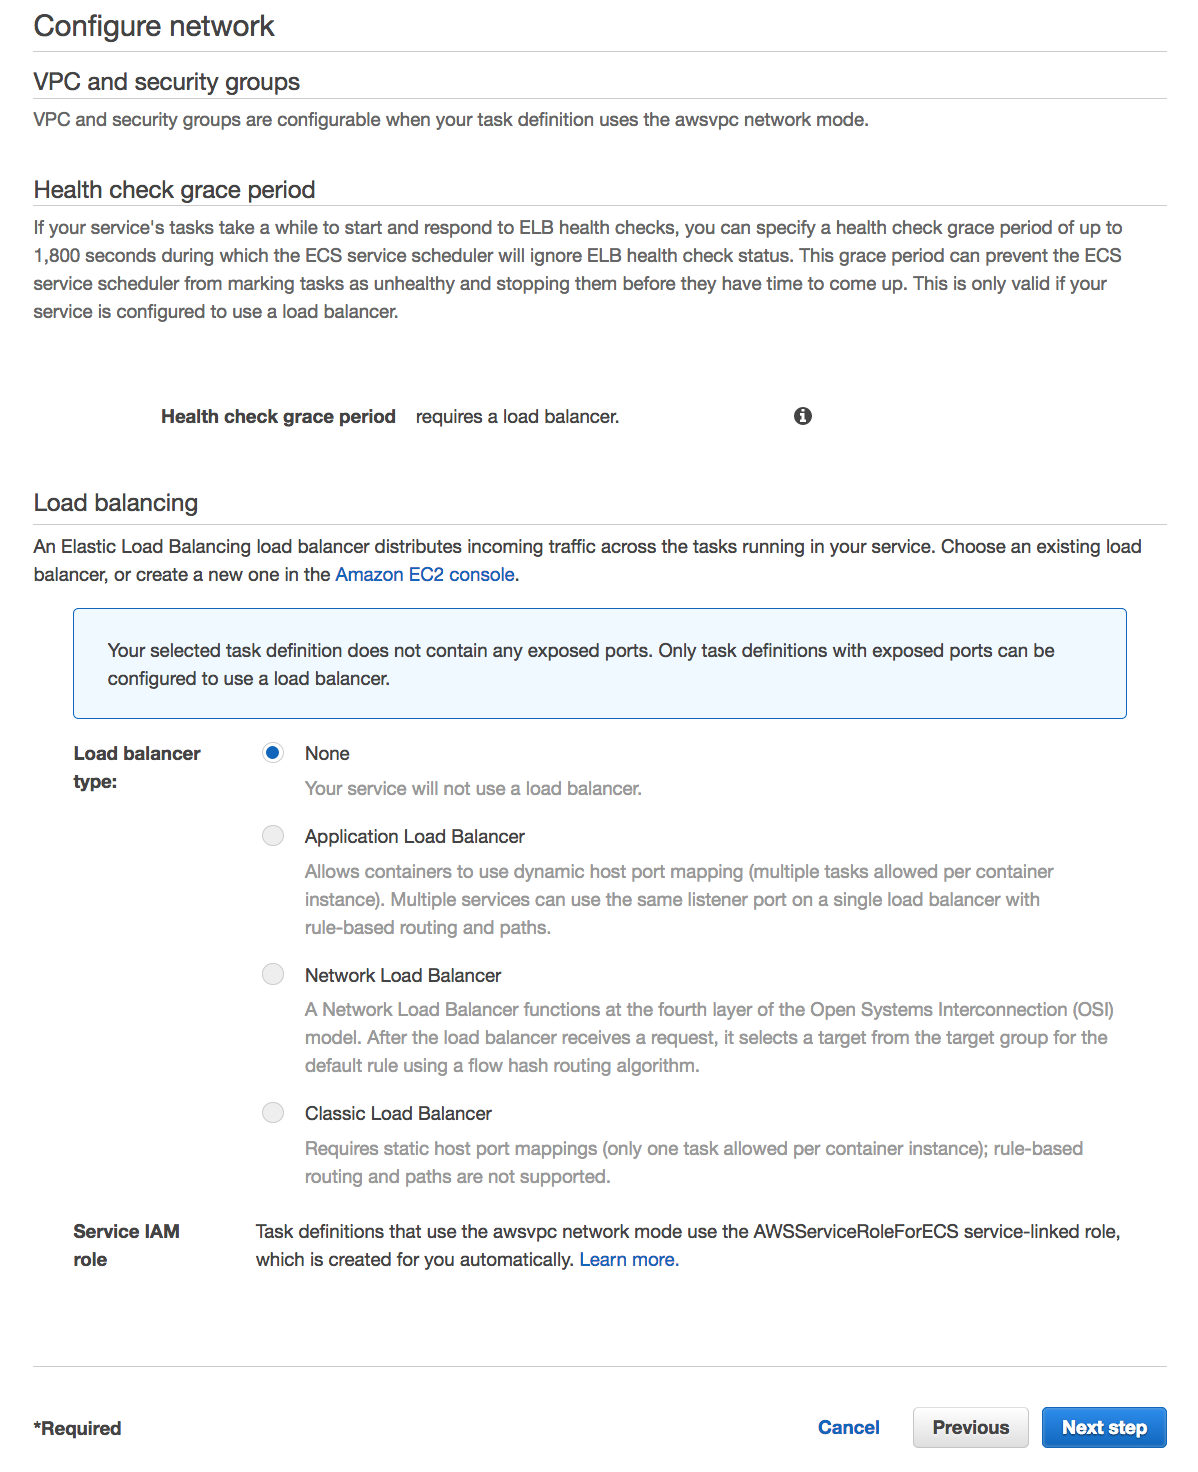 Configure network
VPC and security groups
VPC and security groups are configurable when your task definition uses the awsvpc network mode.
Health check grace period
If your service's tasks take a while to start and respond to ELB health checks, you can specify a health check grace period of up to
1,800 seconds during which the ECS service scheduler will ignore ELB health check status. This grace period can prevent the ECS
service scheduler from marking tasks as unhealthy and stopping them before they have time to come up. This is only valid if your
service is configured to use a load balancer.
Health check grace period requires a load balancer.
Load balancing
An Elastic Load Balancing load balancer distributes incoming traffic across the tasks running in your service. Choose an existing load
balancer, or create a new one in the Amazon EC2 console.
Your selected task definition does not contain any exposed ports. Only task definitions with exposed ports can be
configured to use a load balancer.
Load balancer
type:
None
Your service will not use a load balancer.
Application Load Balancer
Allows containers to use dynamic host port mapping (multiple tasks allowed per container
instance). Multiple services can use the same listener port on a single load balancer with
rule-based routing and paths.
Network Load Balancer
A Network Load Balancer functions at the fourth layer of the Open Systems Interconnection (OSI)
model. After the load balancer receives a request, it selects a target from the target group for the
default rule using a flow hash routing algorithm.
Classic Load Balancer
Requires static host port mappings (only one task allowed per container instance); rule-based
routing and paths are not supported.
Service IAM
role
Task definitions that use the awsvpc network mode use the AWSServiceRoleForECS service-linked role,
which is created for you automatically. Learn more.
*Required
Cancel
Previous
Next step